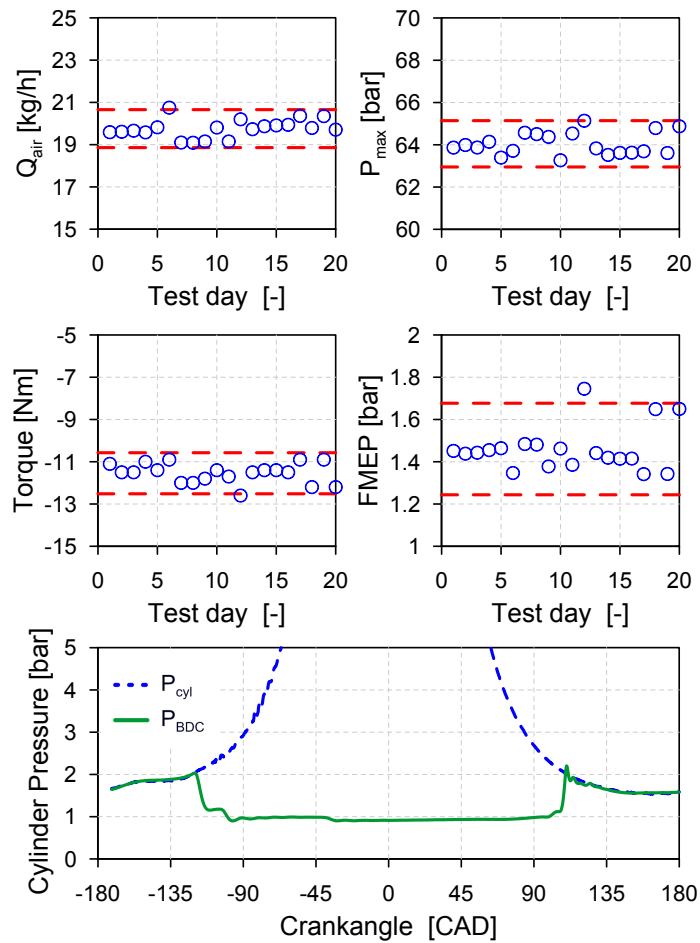 25
23
21
19
17
15
Q_air [kg/h]
0 5 10 15 20
Test day [-]
70
68
66
64
62
60
P_max [bar]
0 5 10 15 20
Test day [-]
-5
-7
-9
-11
-13
-15
Torque [Nm]
0 5 10 15 20
Test day [-]
2
1.8
1.6
1.4
1.2
1
FMEP [bar]
0 5 10 15 20
Test day [-]
5
4
3
2
1
0
Cylinder Pressure [bar]
P_cyl
P_BDC
-180 -135 -90 -45 0 45 90 135 180
Crankangle [CAD]